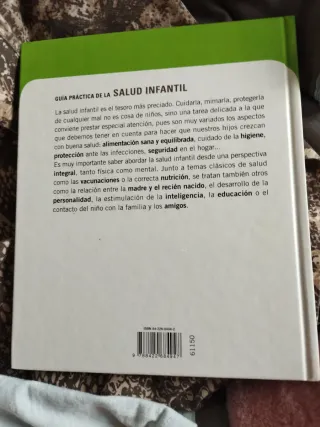 GUÍA PRÁCTICA DE LA SALUD INFANTIL
La salud infantil es el tesoro más preciado. Cuidarla, mimarla, protegerla
de cualquier mal no es cosa de niños, sino una tarea delicada a la que
conviene prestar especial atención, pues son muy variados los aspectos
que debemos tener en cuenta para hacer que nuestros hijos crezcan
con buena salud: alimentación sana y equilibrada, cuidado de la higiene,
protección ante las infecciones, seguridad en el hogar...
Es muy importante saber abordar la salud infantil desde una perspectiva
integral, tanto física como mental. Junto a temas clásicos de salud
como las vacunaciones o la correcta nutrición, se tratan también otros
como la relación entre la madre y el recién nacido, el desarrollo de la
personalidad, la estimulación de la inteligencia, la educación o el
contacto del niño con la familia y los amigos.
61150